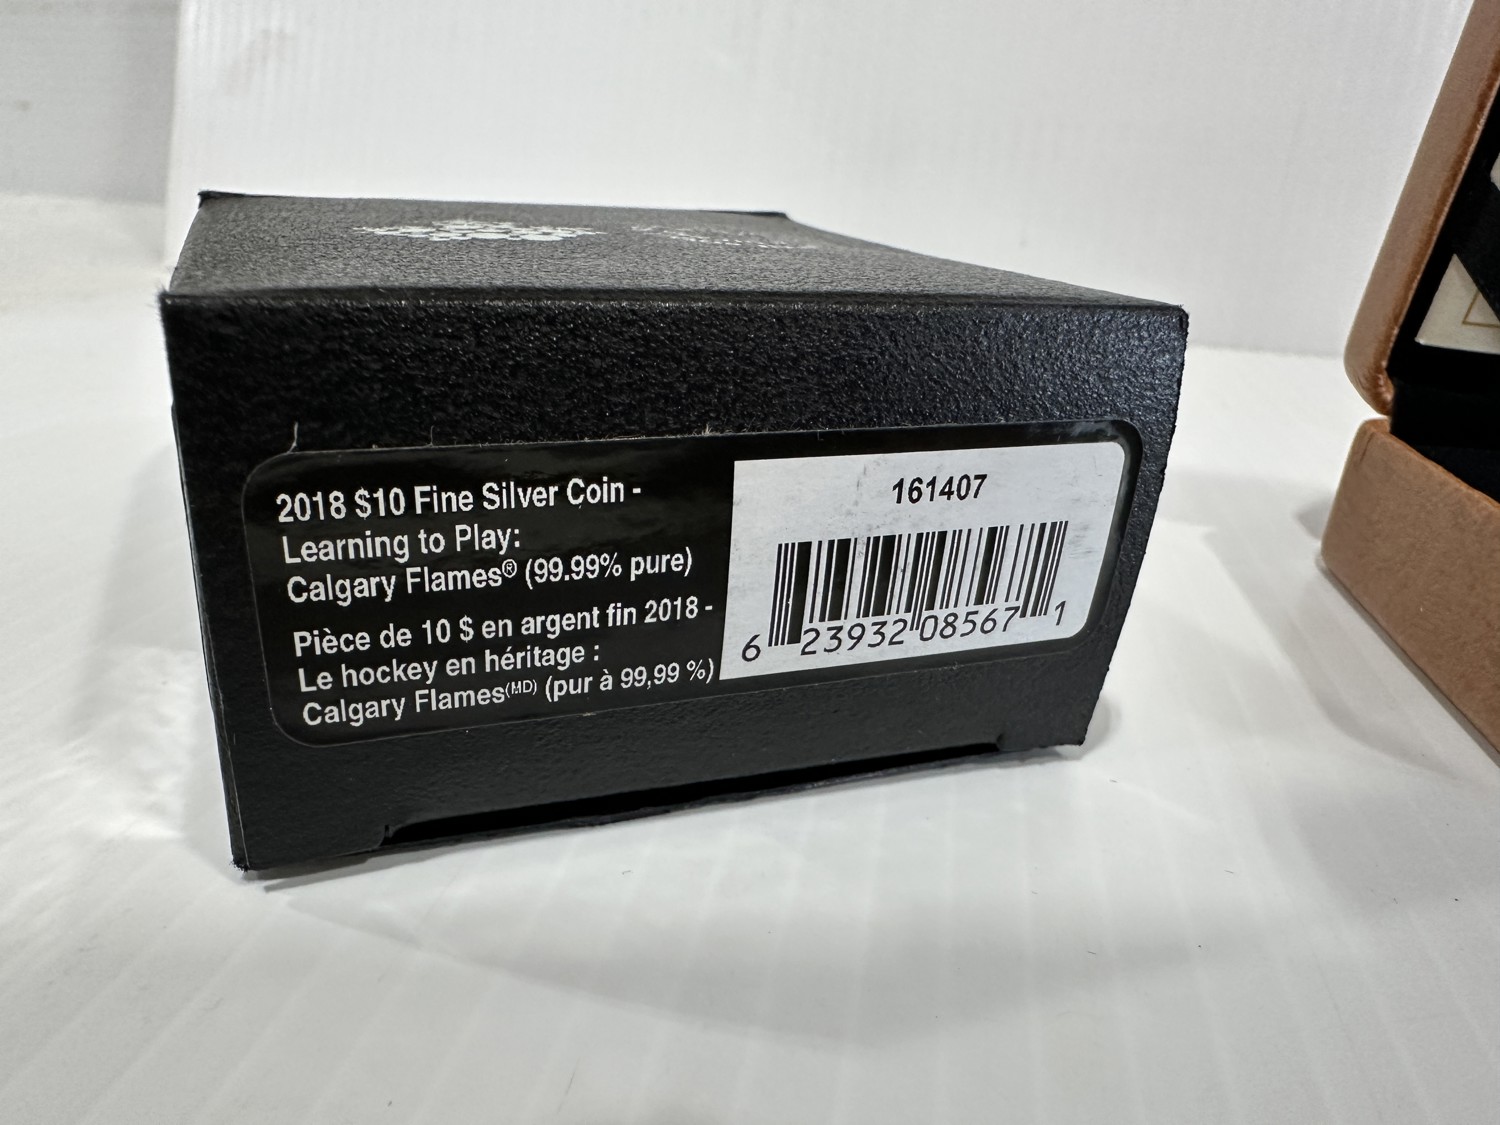 2018 $10 Fine Silver Coin -
Learning to Play:
Calgary Flames® (99.99% pure)
Pièce de 10 $ en argent fin 2018 -
Le hockey en héritage :
Calgary Flames(MD) (pur à 99,99 %)
161407
6 23932 08567 1